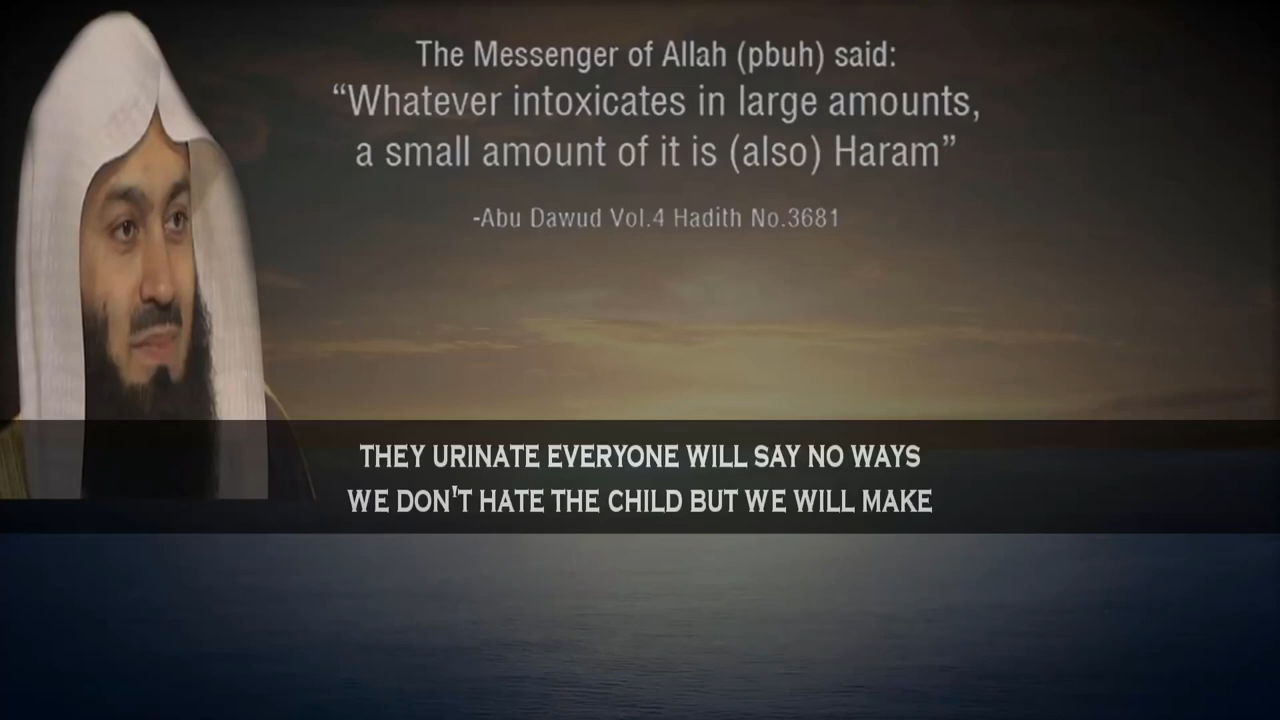 The Messenger of Allah (pbuh) said:
“Whatever intoxicates in large amounts,
a small amount of it is (also) Haram”
-Abu Dawud Vol.4 Hadith No.3681
THEY URINATE EVERYONE WILL SAY NO WAYS
WE DON'T HATE THE CHILD BUT WE WILL MAKE